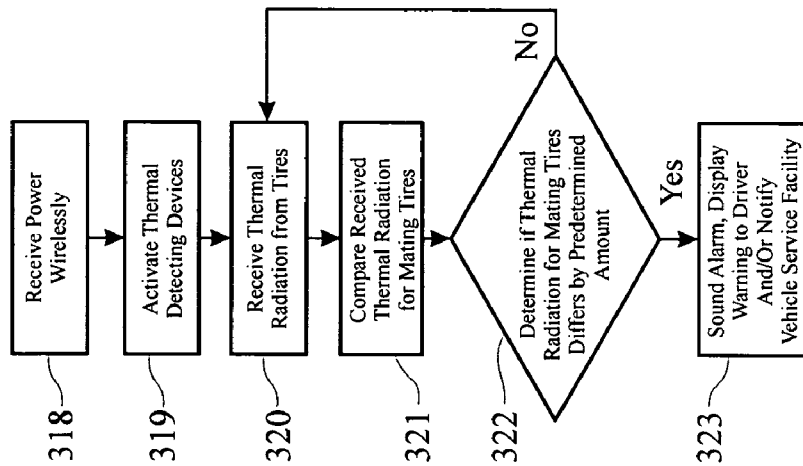 318
Receive Power
Wirelessly
319
Activate Thermal
Detecting Devices
320
Receive Thermal
Radiation from Tires
321
Compare Received
Thermal Radiation
for Mating Tires
322
Determine if Thermal
Radiation for Mating Tires
Differs by Predetermined
Amount
No
Yes
323
Sound Alarm, Display
Warning to Driver
And/Or Notify
Vehicle Service Facility